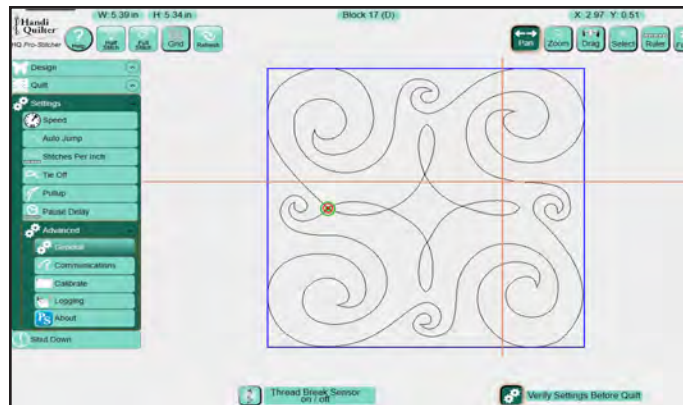 W: 5.39 in H: 5.34 in
Block 17 (D)
X: 2.97 Y: 0.51
Handi
Quilter
HQ Pro-Stitcher
Help
Half
Stitch
Full
Stitch
Grid
Refresh
Pan
Zoom
Drag
Select
Ruler
Design
Quilt
Settings
Speed
Auto Jump
Stitches Per Inch
Tie Off
Pullup
Pause Delay
Advanced
General
Communications
Calibrate
Logging
PS
About
Shut Down
Thread Break Sensor
on / off
Verify Settings Before Quilt